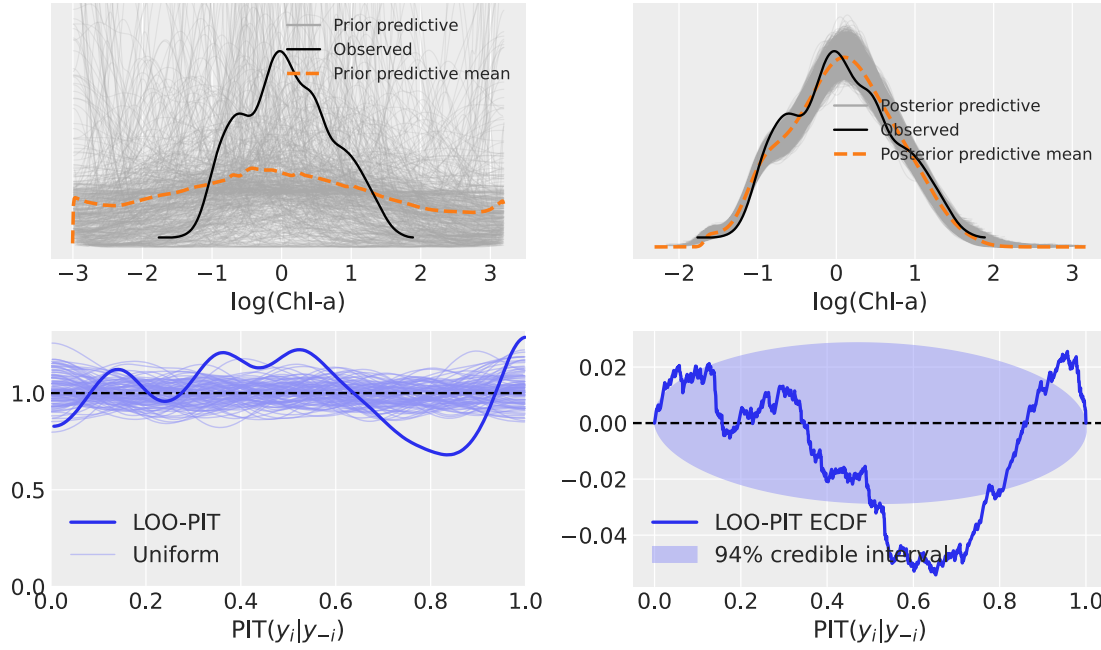 Prior predictive
Observed
Prior predictive mean
−3 −2 −1 0 1 2 3
log(Chl-a)
Posterior predictive
Observed
Posterior predictive mean
−2 −1 0 1 2 3
log(Chl-a)
1.0
0.5
0.0
LOO-PIT
Uniform
0.0 0.2 0.4 0.6 0.8 1.0
PIT(y_i|y_{−i})
0.02
0.00
−0.02
−0.04
LOO-PIT ECDF
94% credible interval
0.0 0.2 0.4 0.6 0.8 1.0
PIT(y_i|y_{−i})